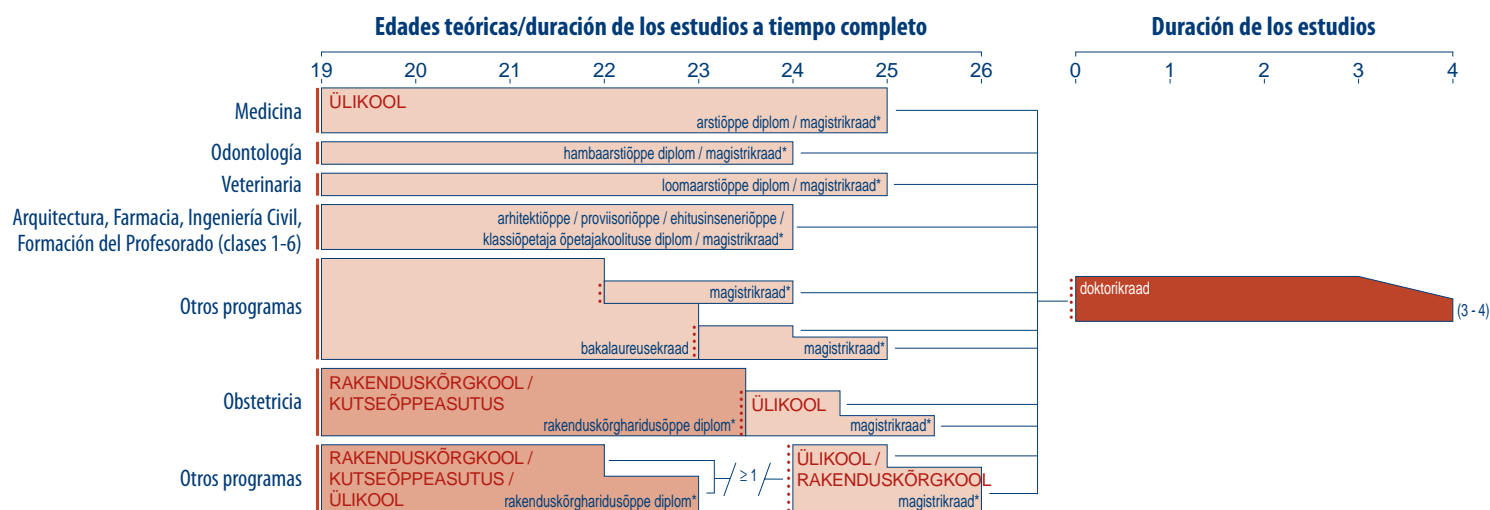 Edades teóricas/duración de los estudios a tiempo completo
Duración de los estudios
19 20 21 22 23 24 25 26
0 1 2 3 4
Medicina
ÜLIKOOL
arstiõppe diplom / magistrikraad*
Odontología
hambaarstiõppe diplom / magistrikraad*
Veterinaria
loomaarstiõppe diplom / magistrikraad*
Arquitectura, Farmacia, Ingeniería Civil,
Formación del Profesorado (clases 1-6)
arhitektiõppe / proviisoriõppe / ehitusinseneriõppe /
klassiõpetaja õpetajakoolituse diplom / magistrikraad*
Otros programas
magistrikraad*
bakalaureusekraad
magistrikraad*
doktorikraad
(3 - 4)
Obstetricia
RAKENDUSKÕRGKOOL /
KUTSEÕPPEASUTUS
rakenduskõrgharidusõppe diplom*
ÜLIKOOL
magistrikraad*
Otros programas
RAKENDUSKÕRGKOOL /
KUTSEÕPPEASUTUS /
ÜLIKOOL
rakenduskõrgharidusõppe diplom*
≥ 1
ÜLIKOOL /
RAKENDUSKÕRGKOOL
magistrikraad*